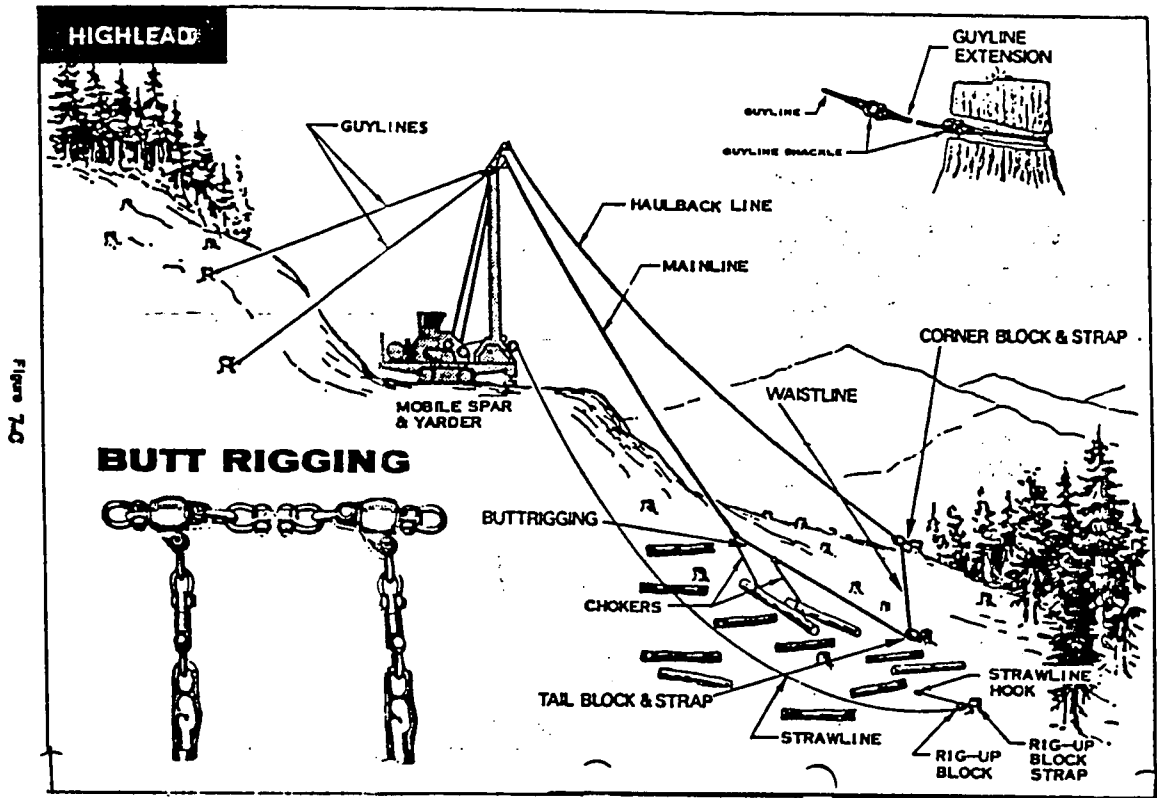 HIGHLEAD
GUYLINES
GUYLINE
EXTENSION
GUYLINE
GUYLINE SHACKLE
HAULBACK LINE
MAINLINE
CORNER BLOCK & STRAP
WAISTLINE
MOBILE SPAR
& YARDER
Figure 7-C
BUTT RIGGING
BUTTRIGGING
CHOKERS
TAIL BLOCK & STRAP
STRAWLINE
HOOK
STRAWLINE
RIG-UP
BLOCK
RIG-UP
BLOCK
STRAP